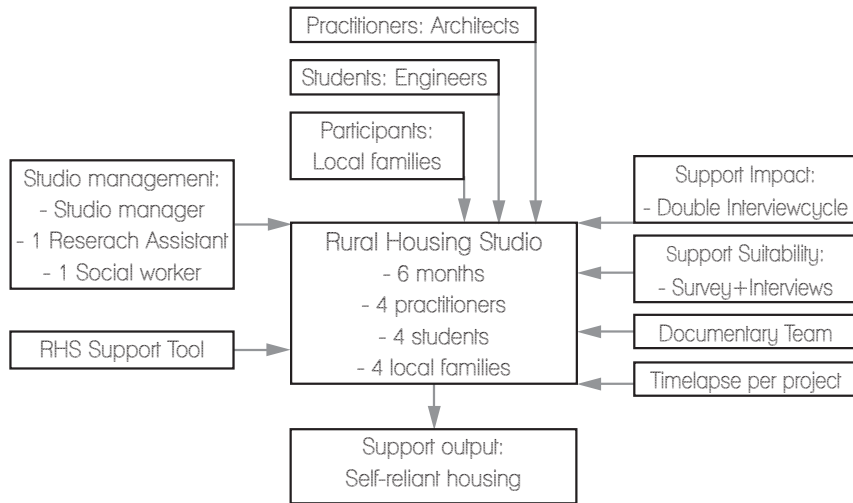 Practitioners: Architects
Students: Engineers
Participants:
Local families
Studio management:
- Studio manager
- 1 Reserach Assistant
- 1 Social worker
RHS Support Tool
Rural Housing Studio
- 6 months
- 4 practitioners
- 4 students
- 4 local families
Support Impact:
- Double Interviewcycle
Support Suitability:
- Survey+Interviews
Documentary Team
Timelapse per project
Support output:
Self-reliant housing